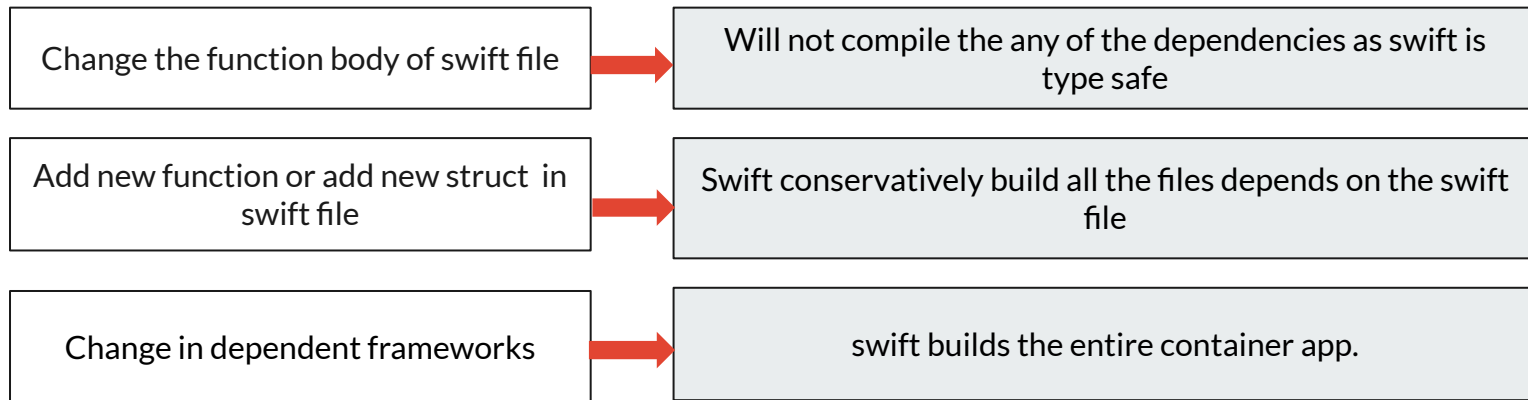 Change the function body of swift file
Will not compile the any of the dependencies as swift is
type safe
Add new function or add new struct in
swift file
Swift conservatively build all the files depends on the swift
file
Change in dependent frameworks
swift builds the entire container app.